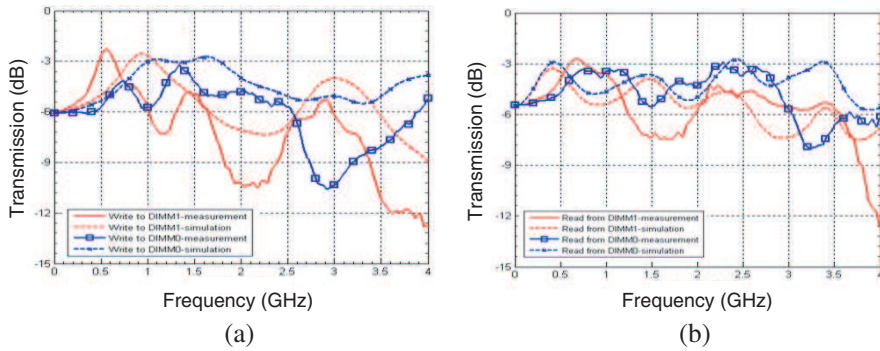 0
-3
-6
-9
-12
-15
Transmission (dB)
Write to DIMM1-measurement
Write to DIMM1-simulation
Write to DIMM0-measurement
Write to DIMM0-simulation
0 0.5 1 1.5 2 2.5 3 3.5 4
Frequency (GHz)
(a)
0
-3
-6
-9
-12
-15
Transmission (dB)
Read from DIMM1-measurement
Read from DIMM1-simulation
Read from DIMM0-measurement
Read from DIMM0-simulation
0 0.5 1 1.5 2 2.5 3 3.5 4
Frequency (GHz)
(b)